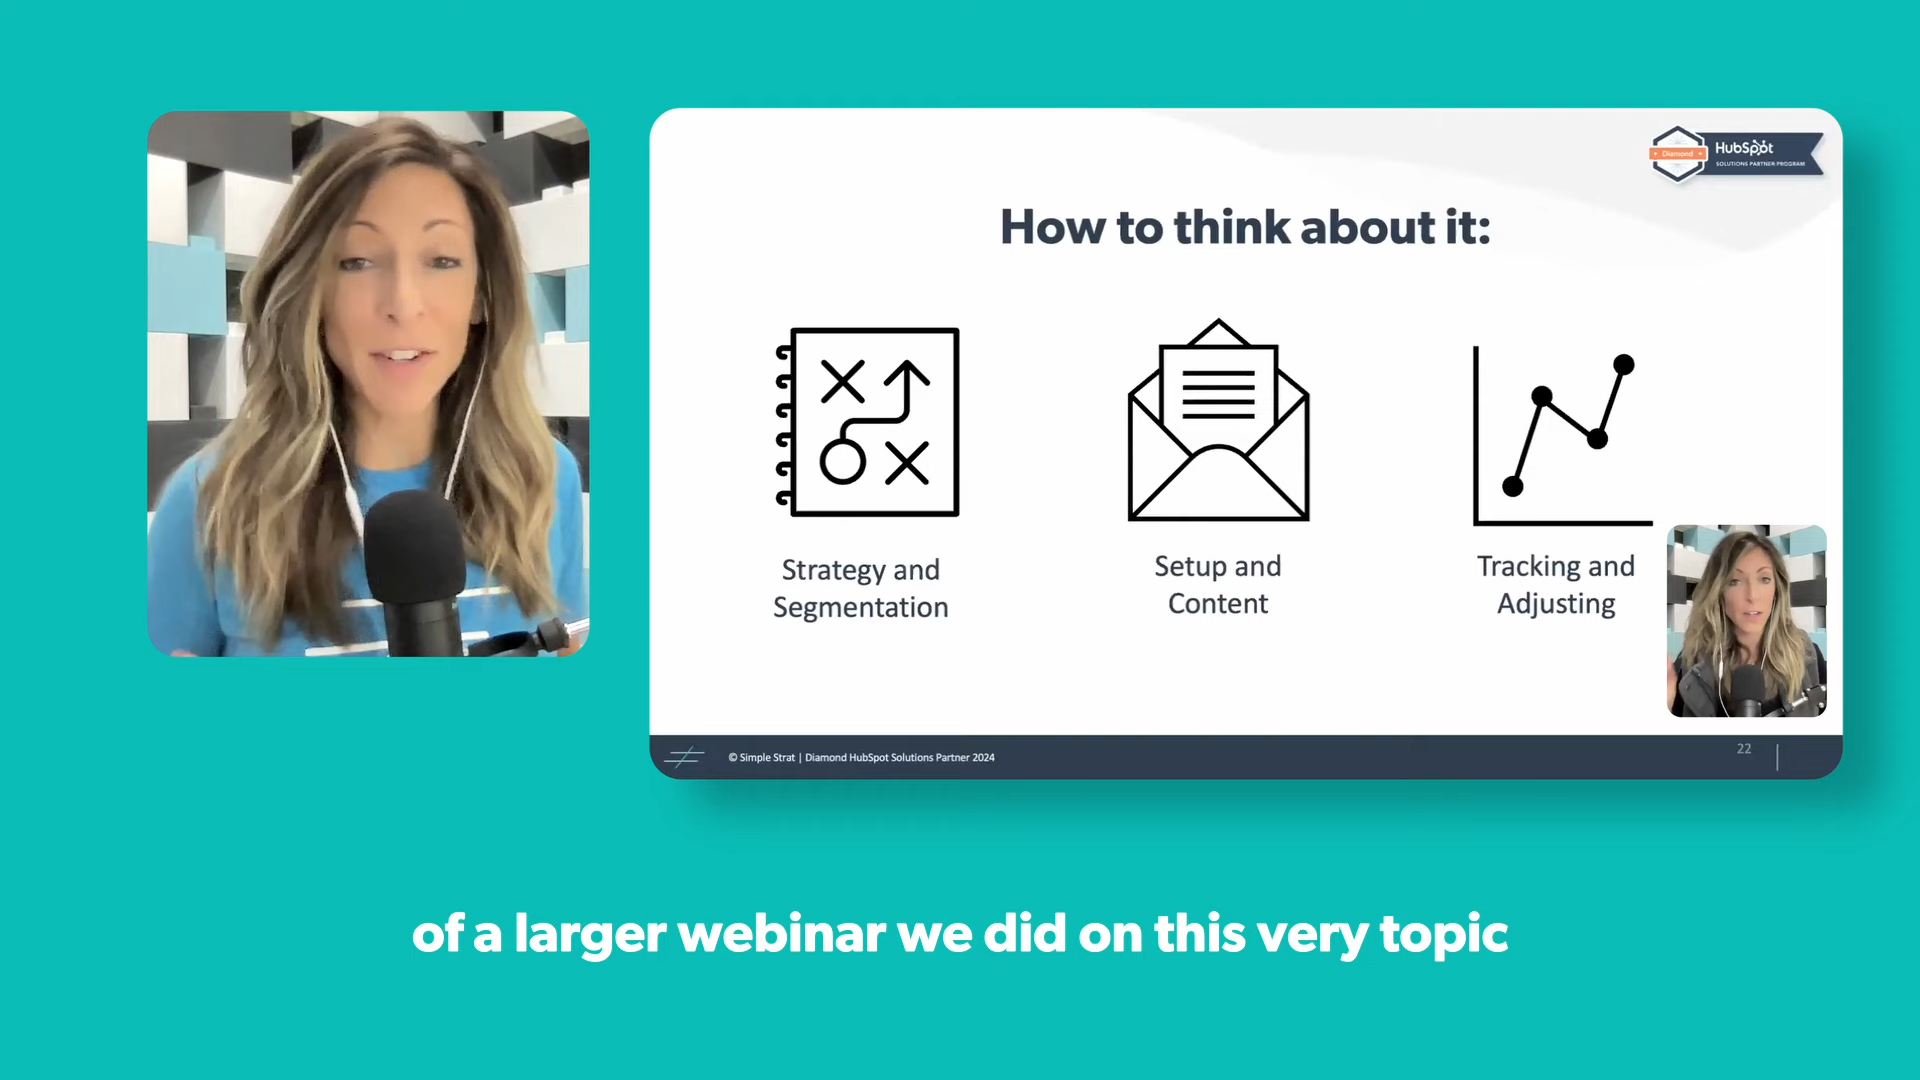 Diamond
HubSpot
SOLUTIONS PARTNER PROGRAM
How to think about it:
Strategy and
Segmentation
Setup and
Content
Tracking and
Adjusting
© Simple Strat | Diamond HubSpot Solutions Partner 2024
22
of a larger webinar we did on this very topic